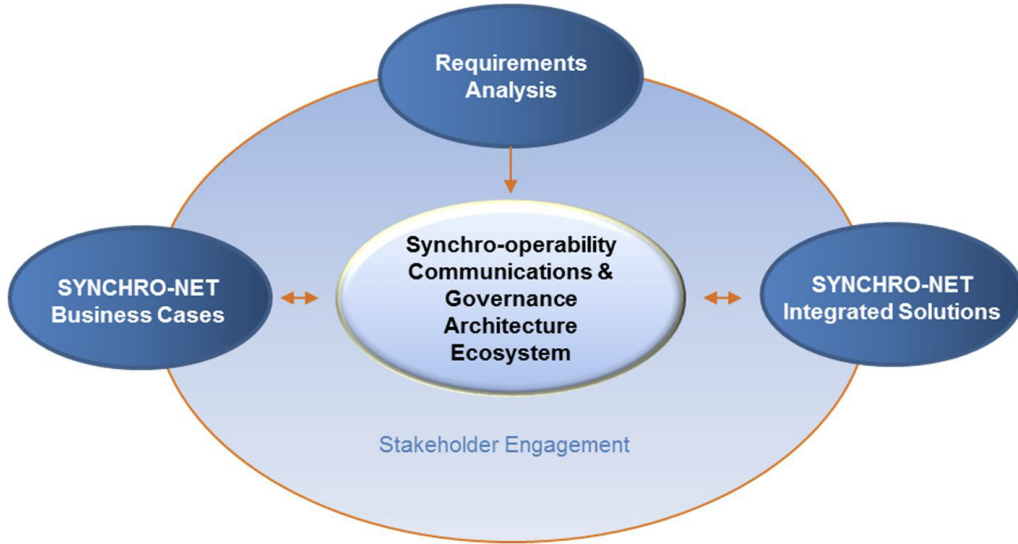 Requirements
Analysis
SYNCHRO-NET
Business Cases
Synchro-operability
Communications &
Governance
Architecture
Ecosystem
SYNCHRO-NET
Integrated Solutions
Stakeholder Engagement